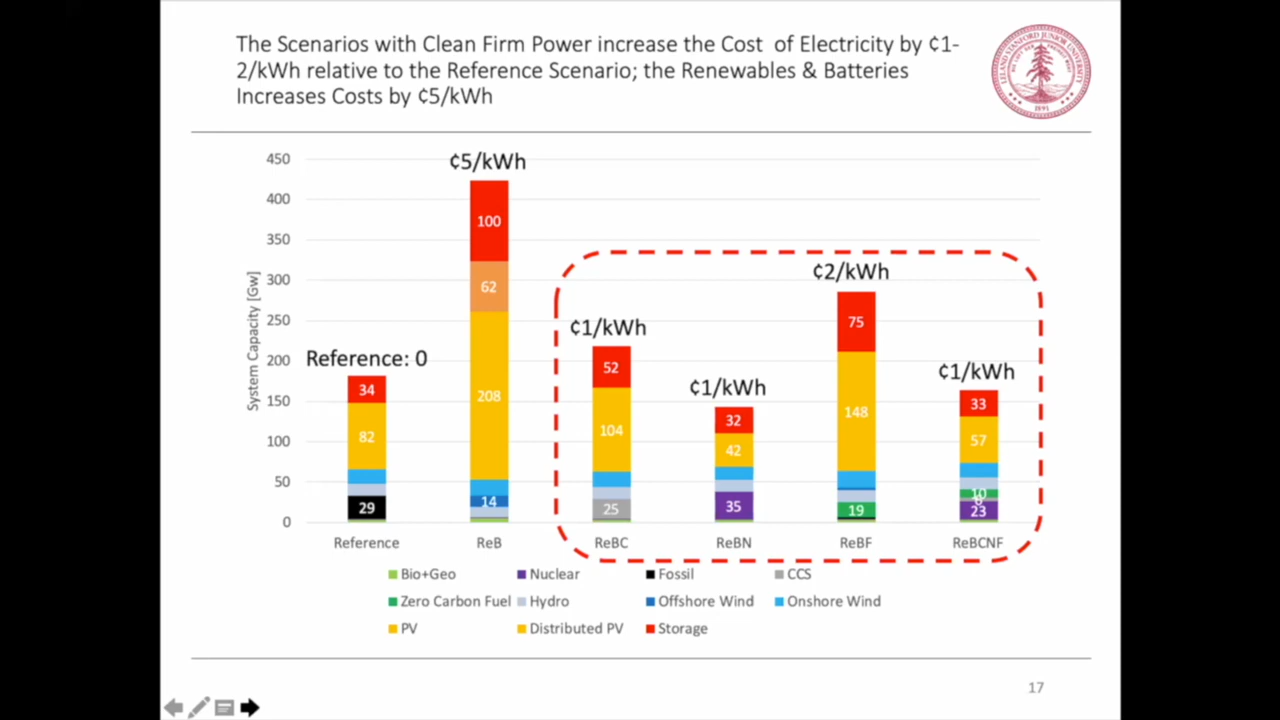 The Scenarios with Clean Firm Power increase the Cost of Electricity by ¢1-
2/kWh relative to the Reference Scenario; the Renewables & Batteries
Increases Costs by ¢5/kWh
LELAND STANFORD JUNIOR UNIVERSITY
1891
System Capacity [Gw]
450
400
350
300
250
200
150
100
50
0
Reference: 0
34
82
29
¢5/kWh
100
62
208
14
¢1/kWh
52
104
25
¢1/kWh
32
42
35
¢2/kWh
75
148
19
¢1/kWh
33
57
10
23
Reference ReB ReBC ReBN ReBF ReBCNF
Bio+Geo Nuclear Fossil CCS
Zero Carbon Fuel Hydro Offshore Wind Onshore Wind
PV Distributed PV Storage
17